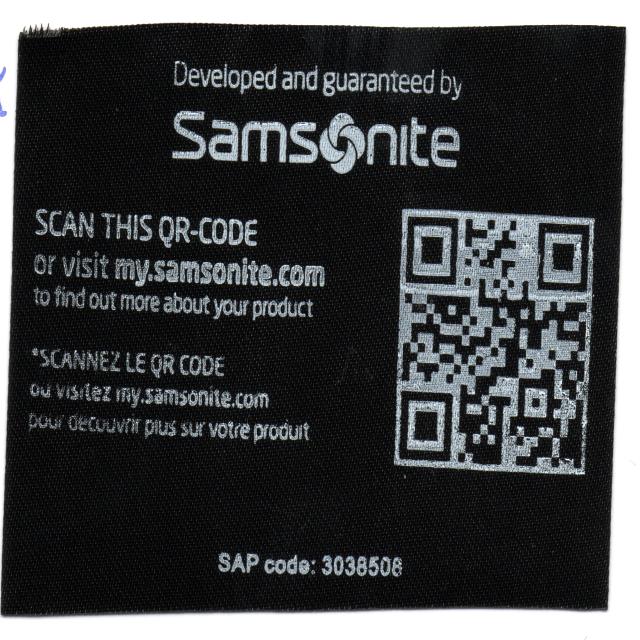 Developed and guaranteed by
Samsonite
SCAN THIS QR-CODE
or visit my.samsonite.com
to find out more about your product
*SCANNEZ LE QR CODE
ou visitez my.samsonite.com
pour découvrir plus sur votre produit
SAP code: 3038508